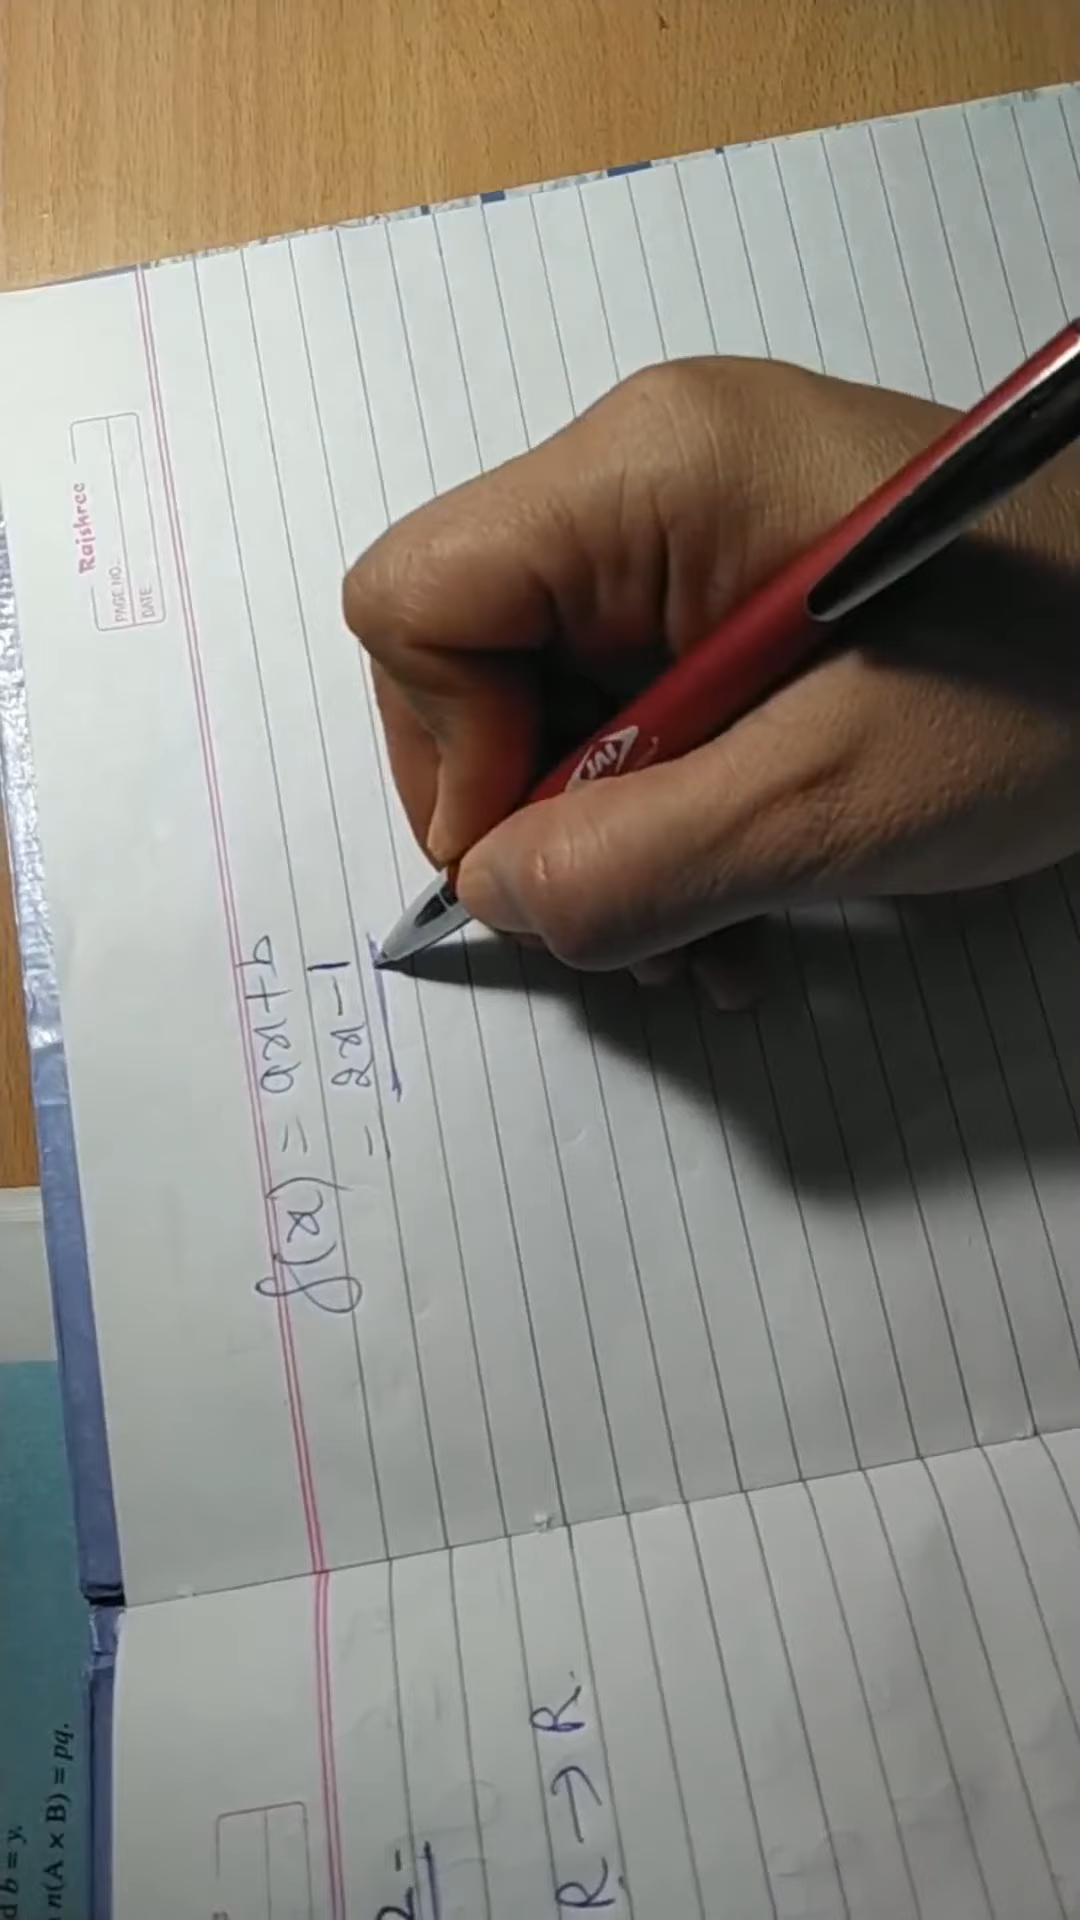 Rajshree
PAGE NO.:
DATE
f(x) = ax+b
= 2x-1
R → R.
d b = y.
n(A × B) = pq.